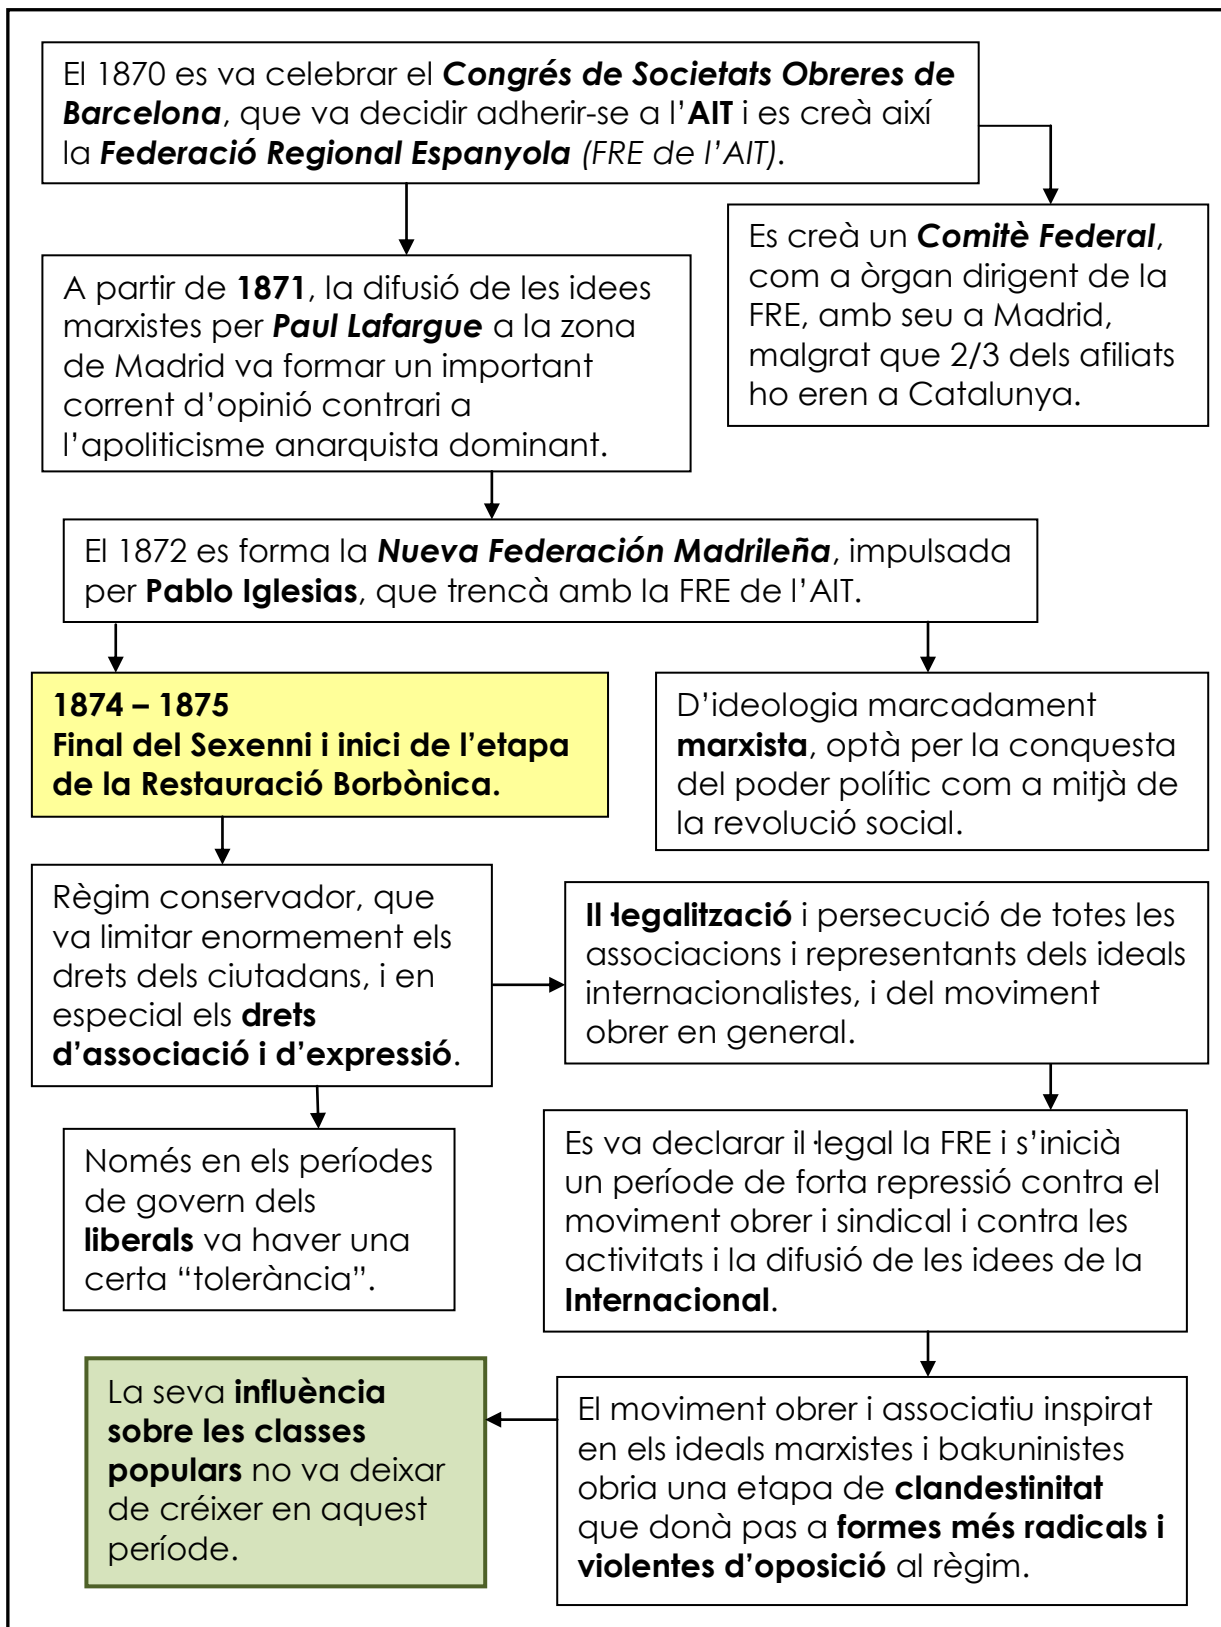 El 1870 es va celebrar el Congrés de Societats Obreres de
Barcelona, que va decidir adherir-se a l’AIT i es creà així
la Federació Regional Espanyola (FRE de l’AIT).
Es creà un Comitè Federal,
com a òrgan dirigent de la
FRE, amb seu a Madrid,
malgrat que 2/3 dels afiliats
ho eren a Catalunya.
A partir de 1871, la difusió de les idees
marxistes per Paul Lafargue a la zona
de Madrid va formar un important
corrent d’opinió contrari a
l’apoliticisme anarquista dominant.
El 1872 es forma la Nueva Federación Madrileña, impulsada
per Pablo Iglesias, que trencà amb la FRE de l’AIT.
1874 – 1875
Final del Sexenni i inici de l’etapa
de la Restauració Borbònica.
D’ideologia marcadament
marxista, optà per la conquesta
del poder polític com a mitjà de
la revolució social.
Règim conservador, que
va limitar enormement els
drets dels ciutadans, i en
especial els drets
d’associació i d’expressió.
Il·legalització i persecució de totes les
associacions i representants dels ideals
internacionalistes, i del moviment
obrer en general.
Només en els períodes
de govern dels
liberals va haver una
certa “tolerància”.
Es va declarar il·legal la FRE i s’inicià
un període de forta repressió contra el
moviment obrer i sindical i contra les
activitats i la difusió de les idees de la
Internacional.
La seva influència
sobre les classes
populars no va deixar
de créixer en aquest
període.
El moviment obrer i associatiu inspirat
en els ideals marxistes i bakuninistes
obria una etapa de clandestinitat
que donà pas a formes més radicals i
violentes d’oposició al règim.